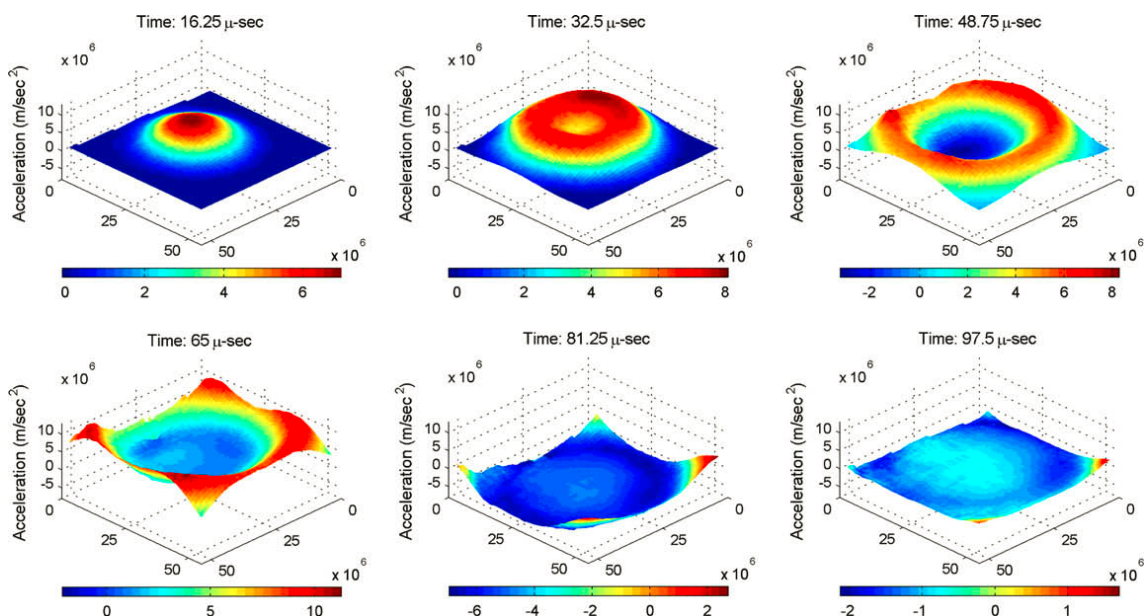 Time: 16.25 μ-sec
x 10^6
Acceleration (m/sec^2)
10
5
0
-5
0
25
50
50
25
0
x 10^6
0 2 4 6
Time: 32.5 μ-sec
x 10^6
Acceleration (m/sec^2)
10
5
0
-5
0
25
50
50
25
0
x 10^6
0 2 4 6 8
Time: 48.75 μ-sec
x 10^6
Acceleration (m/sec^2)
10
5
0
-5
0
25
50
50
25
0
x 10^6
-2 0 2 4 6 8
Time: 65 μ-sec
x 10^6
Acceleration (m/sec^2)
10
5
0
-5
0
25
50
50
25
0
x 10^6
0 5 10
Time: 81.25 μ-sec
x 10^6
Acceleration (m/sec^2)
10
5
0
-5
0
25
50
50
25
0
x 10^6
-6 -4 -2 0 2
Time: 97.5 μ-sec
x 10^6
Acceleration (m/sec^2)
10
5
0
-5
0
25
50
50
25
0
x 10^6
-2 -1 0 1